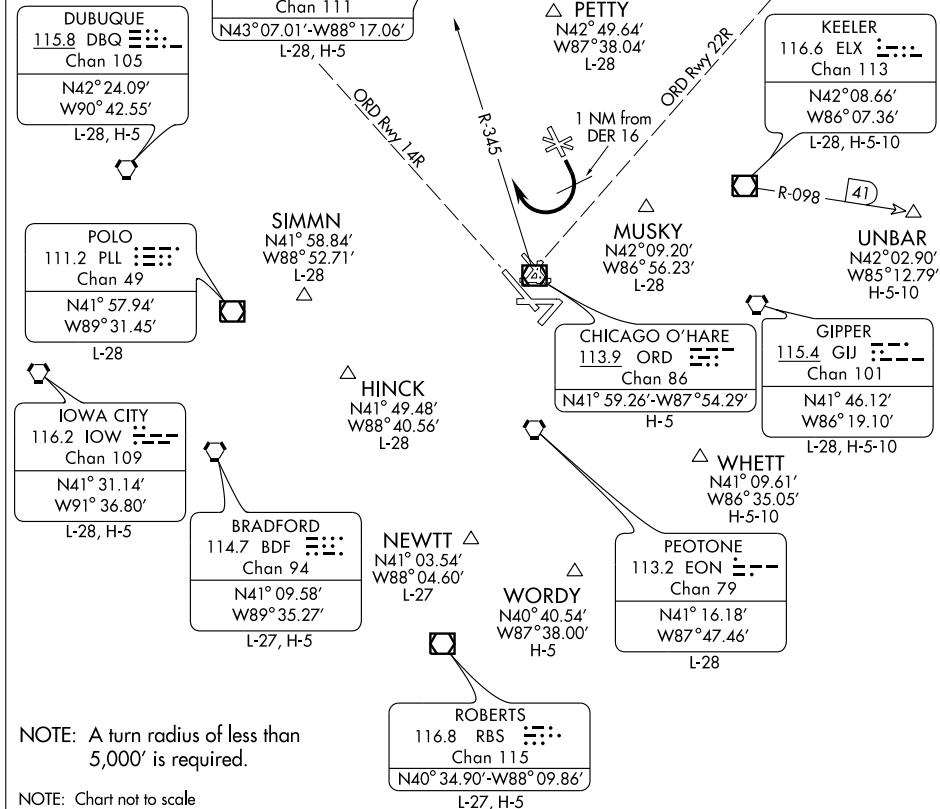 DUBUQUE
115.8 DBQ
Chan 105
N42°24.09′
W90°42.55′
L-28, H-5
Chan 111
N43°07.01′-W88°17.06′
L-28, H-5
PETTY
N42°49.64′
W87°38.04′
L-28
KEELER
116.6 ELX
Chan 113
N42°08.66′
W86°07.36′
L-28, H-5-10
ORD Rwy 14R
R-345
ORD Rwy 22R
1 NM from
DER 16
R-098
41
UNBAR
N42°02.90′
W85°12.79′
H-5-10
SIMMN
N41°58.84′
W88°52.71′
L-28
MUSKY
N42°09.20′
W86°56.23′
L-28
POLO
111.2 PLL
Chan 49
N41°57.94′
W89°31.45′
L-28
CHICAGO O'HARE
113.9 ORD
Chan 86
N41°59.26′-W87°54.29′
H-5
GIPPER
115.4 GIJ
Chan 101
N41°46.12′
W86°19.10′
L-28, H-5-10
HINCK
N41°49.48′
W88°40.56′
L-28
IOWA CITY
116.2 IOW
Chan 109
N41°31.14′
W91°36.80′
L-28, H-5
WHETT
N41°09.61′
W86°35.05′
H-5-10
BRADFORD
114.7 BDF
Chan 94
N41°09.58′
W89°35.27′
L-27, H-5
NEWTT
N41°03.54′
W88°04.60′
L-27
WORDY
N40°40.54′
W87°38.00′
H-5
PEOTONE
113.2 EON
Chan 79
N41°16.18′
W87°47.46′
L-28
ROBERTS
116.8 RBS
Chan 115
N40°34.90′-W88°09.86′
L-27, H-5
NOTE: A turn radius of less than
5,000′ is required.
NOTE: Chart not to scale